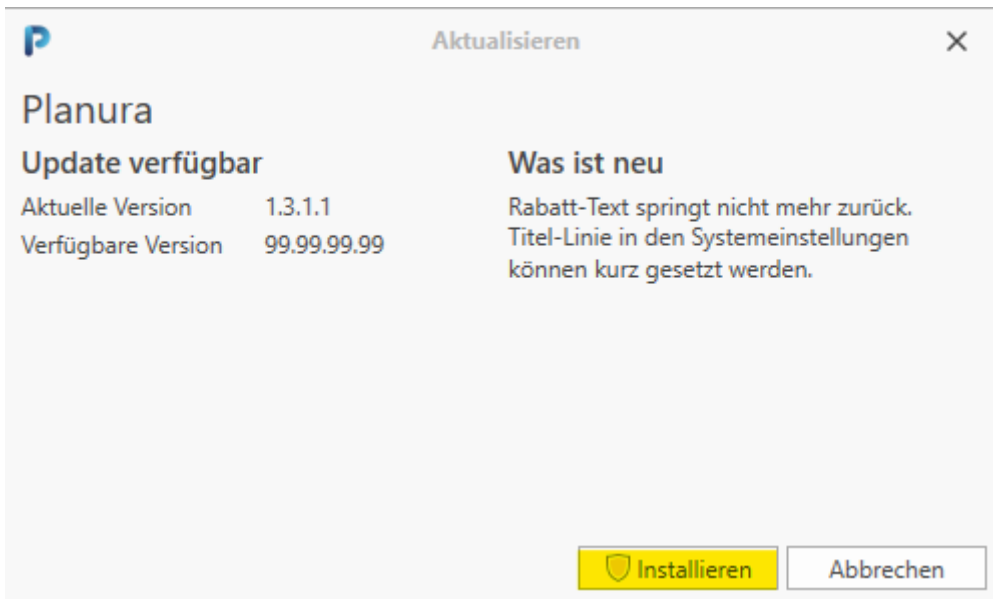 Aktualisieren
Planura
Update verfügbar
Aktuelle Version 1.3.1.1
Verfügbare Version 99.99.99.99
Was ist neu
Rabatt-Text springt nicht mehr zurück.
Titel-Linie in den Systemeinstellungen
können kurz gesetzt werden.
Installieren
Abbrechen